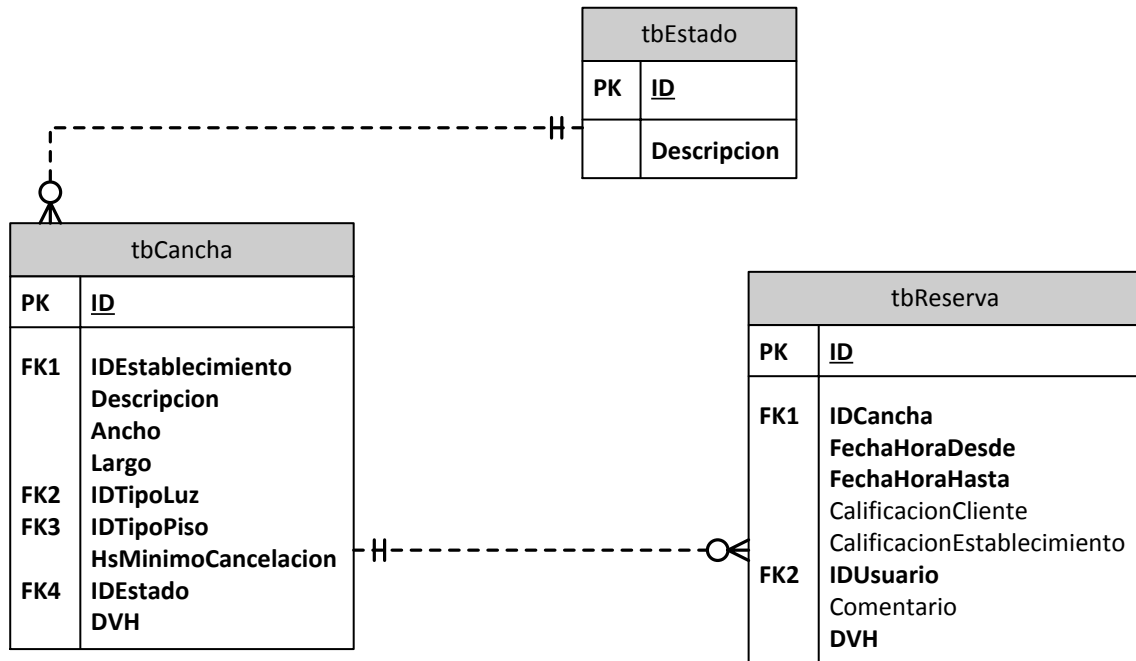 tbEstado
PK ID
Descripcion
tbCancha
PK ID
FK1 IDEstablecimiento
Descripcion
Ancho
Largo
FK2 IDTipoLuz
FK3 IDTipoPiso
HsMinimoCancelacion
FK4 IDEstado
DVH
tbReserva
PK ID
FK1 IDCancha
FechaHoraDesde
FechaHoraHasta
CalificacionCliente
CalificacionEstablecimiento
FK2 IDUsuario
Comentario
DVH